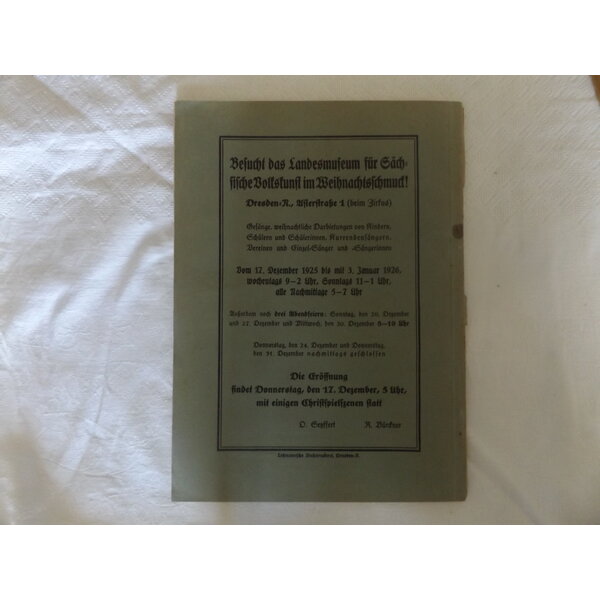 Besucht das Landesmuseum für Säch-
sische Volkskunst im Weihnachtsschmuck!
Dresden-N., Asterstraße 1 (beim Zirkus)
Gesänge, weihnachtliche Darbietungen von Kindern,
Schülern und Schülerinnen, Kurrendensängern,
Vereinen und Einzel-Sänger und -Sängerinnen
Vom 17. Dezember 1925 bis mit 3. Januar 1926,
wochentags 9–2 Uhr, Sonntags 11–1 Uhr,
alle Nachmittage 5–7 Uhr
Außerdem noch drei Abendfeiern: Sonntag, den 20. Dezember
und 27. Dezember und Mittwoch, den 30. Dezember 8–10 Uhr
Donnerstag, den 24. Dezember und Donnerstag,
den 31. Dezember nachmittags geschlossen
Die Eröffnung
findet Donnerstag, den 17. Dezember, 5 Uhr,
mit einigen Christspielszenen statt
O. Seyffert R. Bürkner
Buchdruckerei, Dresden-N.